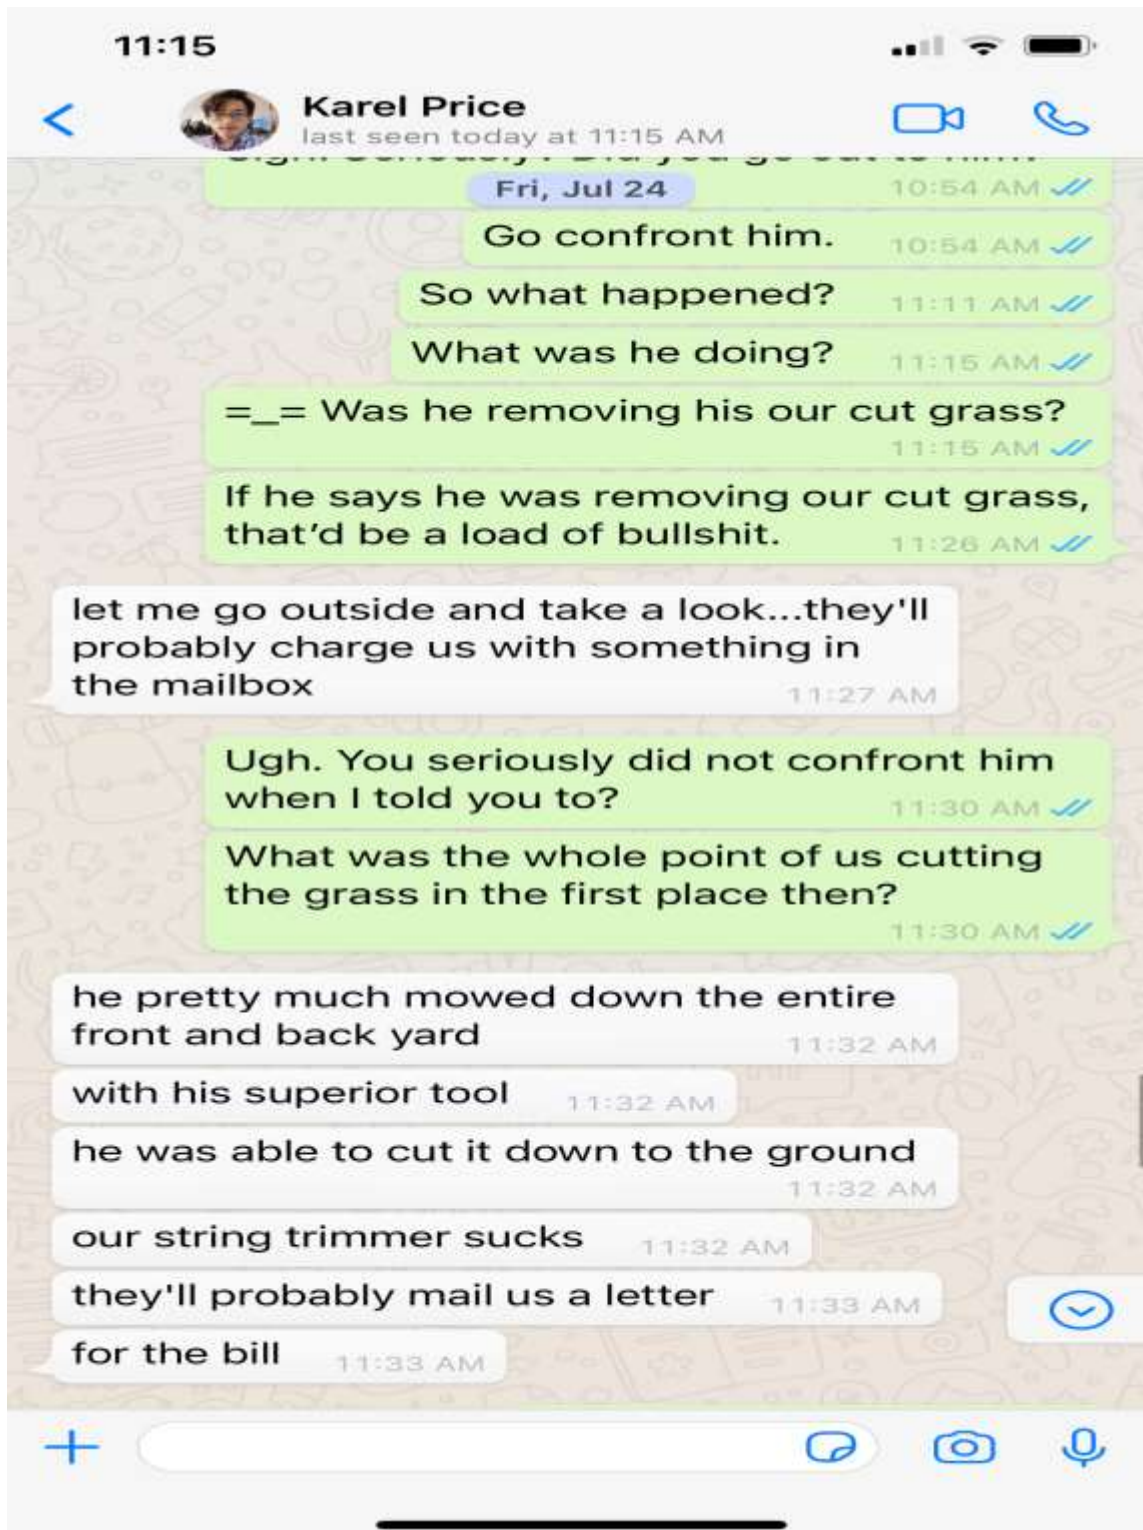 11:15
Karel Price
last seen today at 11:15 AM
Fri, Jul 24
10:54 AM
Go confront him.
10:54 AM
So what happened?
11:11 AM
What was he doing?
11:15 AM
=_= Was he removing his our cut grass?
11:15 AM
If he says he was removing our cut grass,
that'd be a load of bullshit.
11:26 AM
let me go outside and take a look...they'll
probably charge us with something in
the mailbox
11:27 AM
Ugh. You seriously did not confront him
when I told you to?
11:30 AM
What was the whole point of us cutting
the grass in the first place then?
11:30 AM
he pretty much mowed down the entire
front and back yard
11:32 AM
with his superior tool
11:32 AM
he was able to cut it down to the ground
11:32 AM
our string trimmer sucks
11:32 AM
they'll probably mail us a letter
11:33 AM
for the bill
11:33 AM